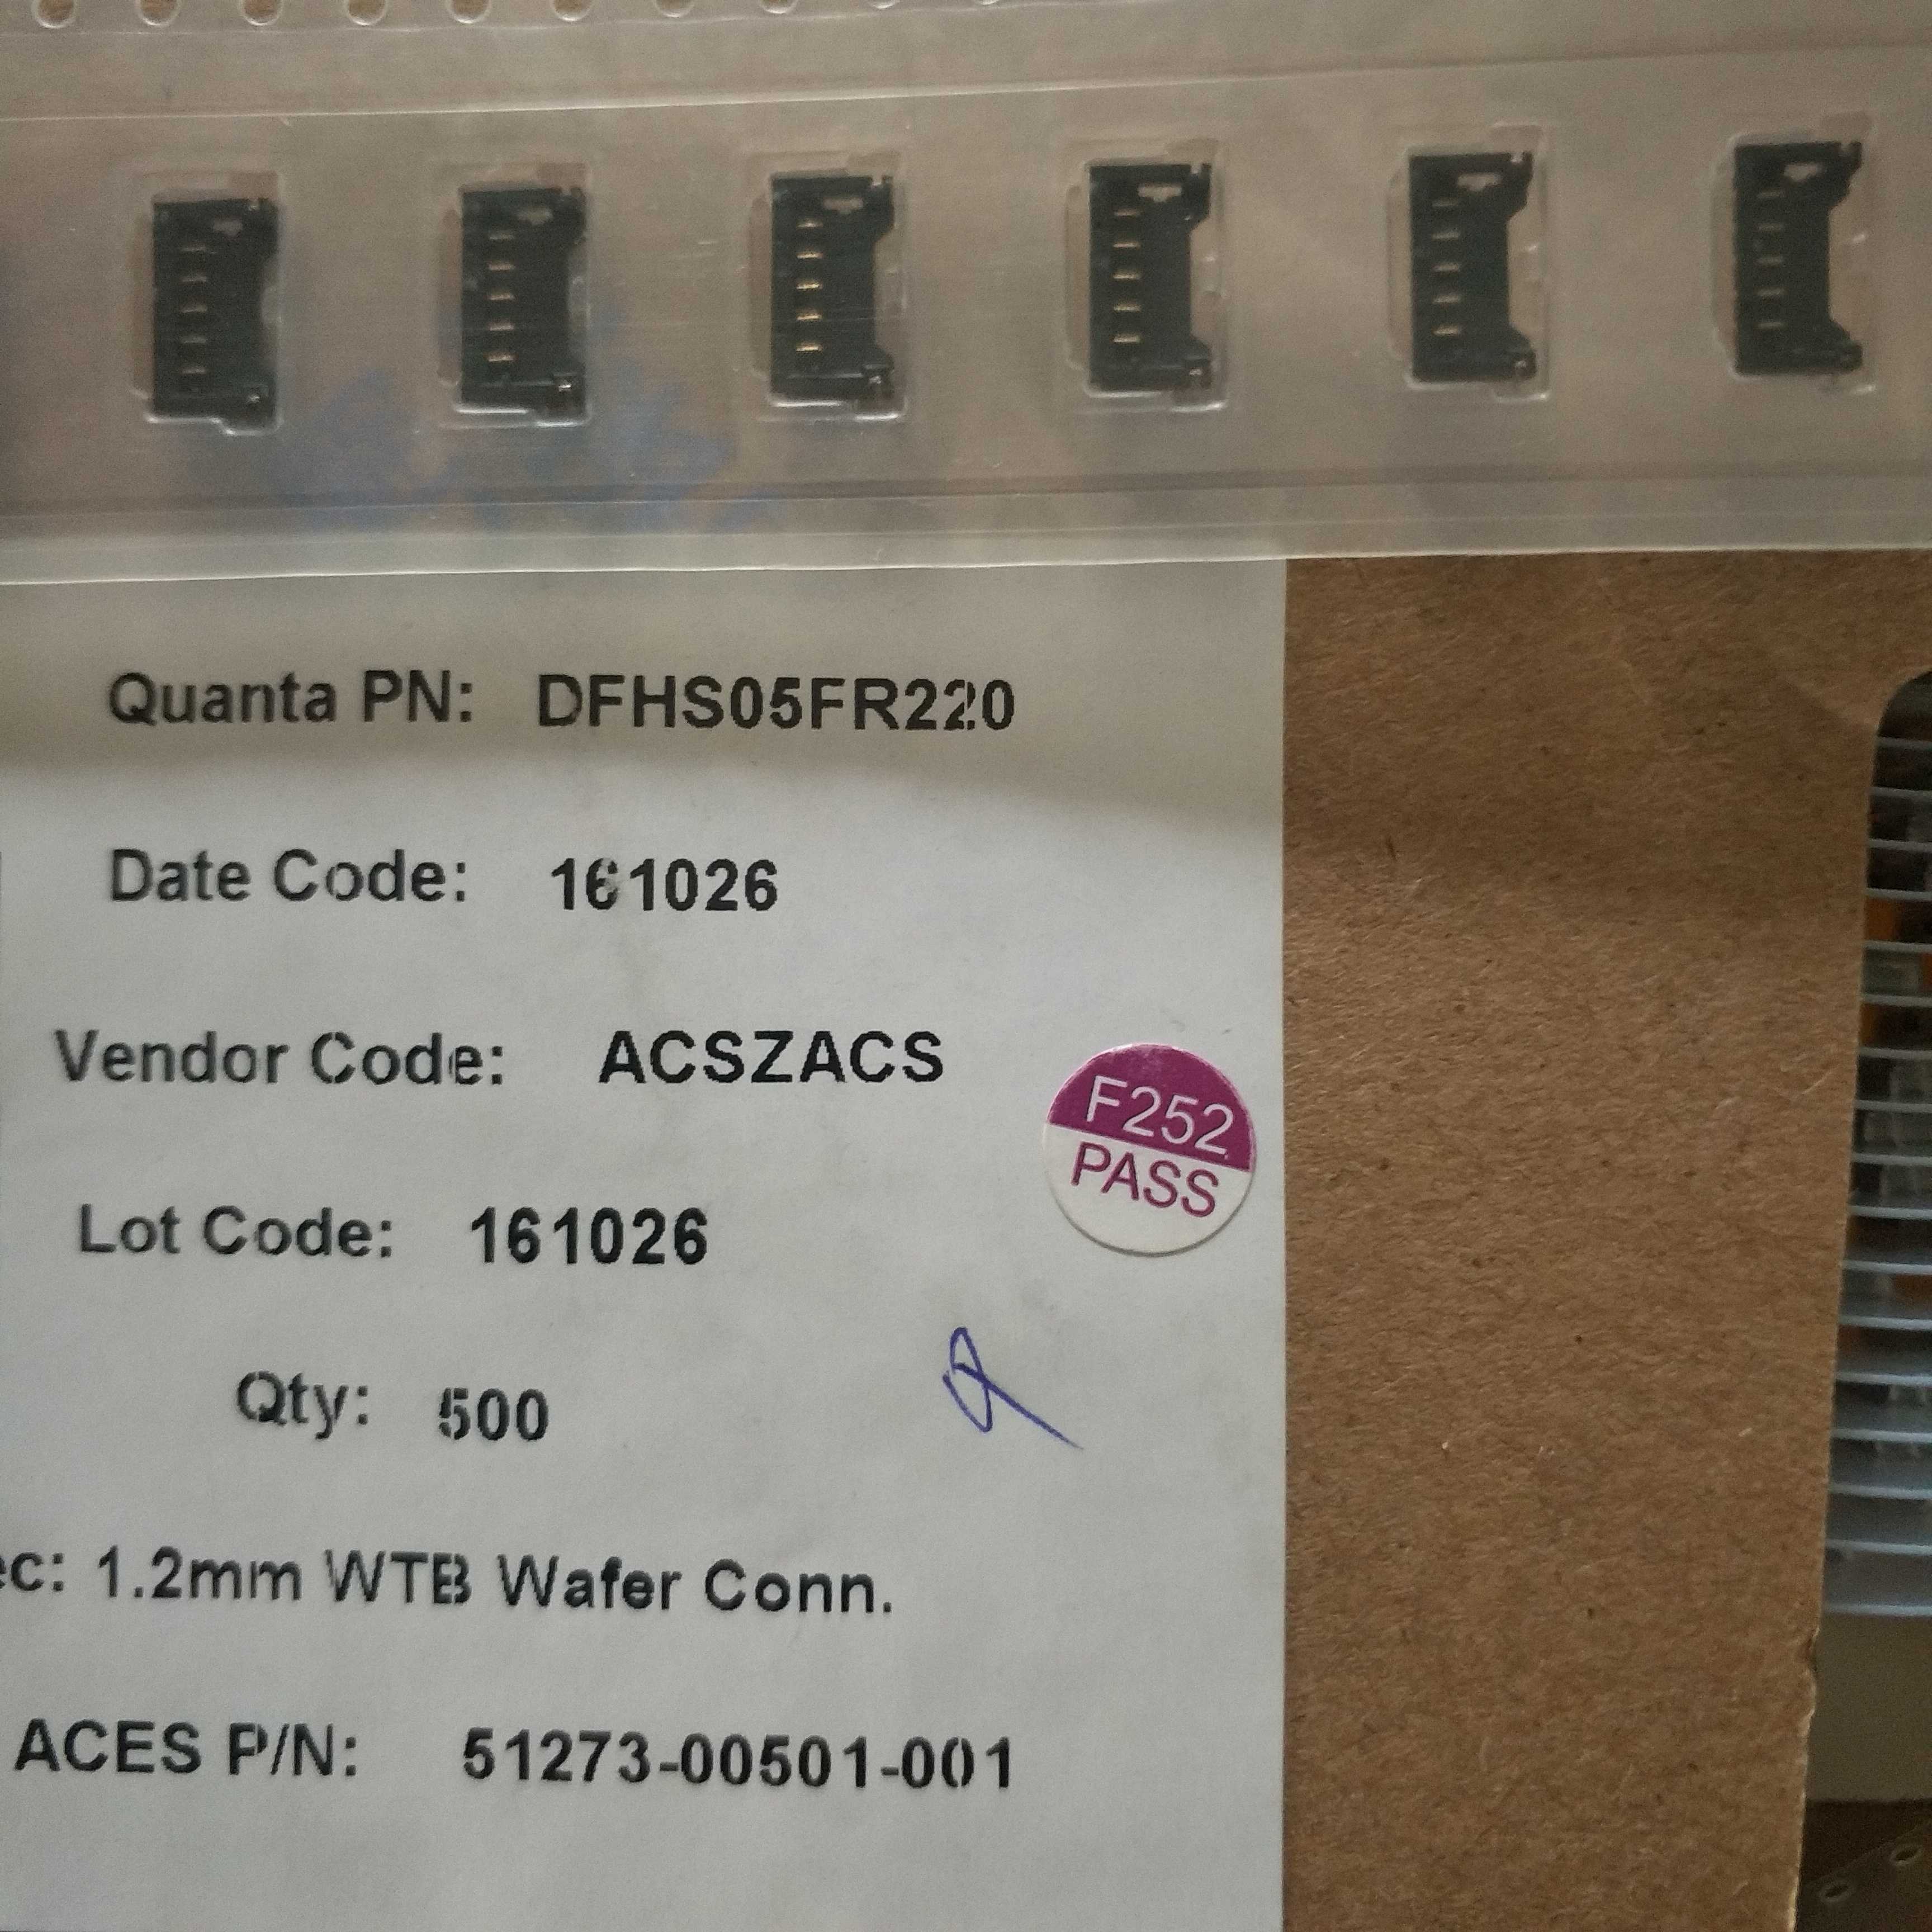 Quanta PN: DFHS05FR220
Date Code: 161026
Vendor Code: ACSZACS
F252
PASS
Lot Code: 161026
Qty: 500
ec: 1.2mm WTB Wafer Conn.
ACES P/N: 51273-00501-001